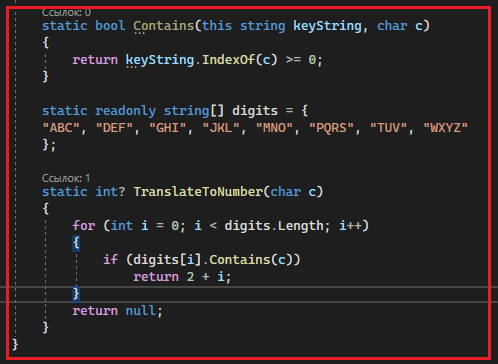 Ссылок: 0
static bool Contains(this string keyString, char c)
{
return keyString.IndexOf(c) >= 0;
}
static readonly string[] digits = {
"ABC", "DEF", "GHI", "JKL", "MNO", "PQRS", "TUV", "WXYZ"
};
Ссылок: 1
static int? TranslateToNumber(char c)
{
for (int i = 0; i < digits.Length; i++)
{
if (digits[i].Contains(c))
return 2 + i;
}
return null;
}
}